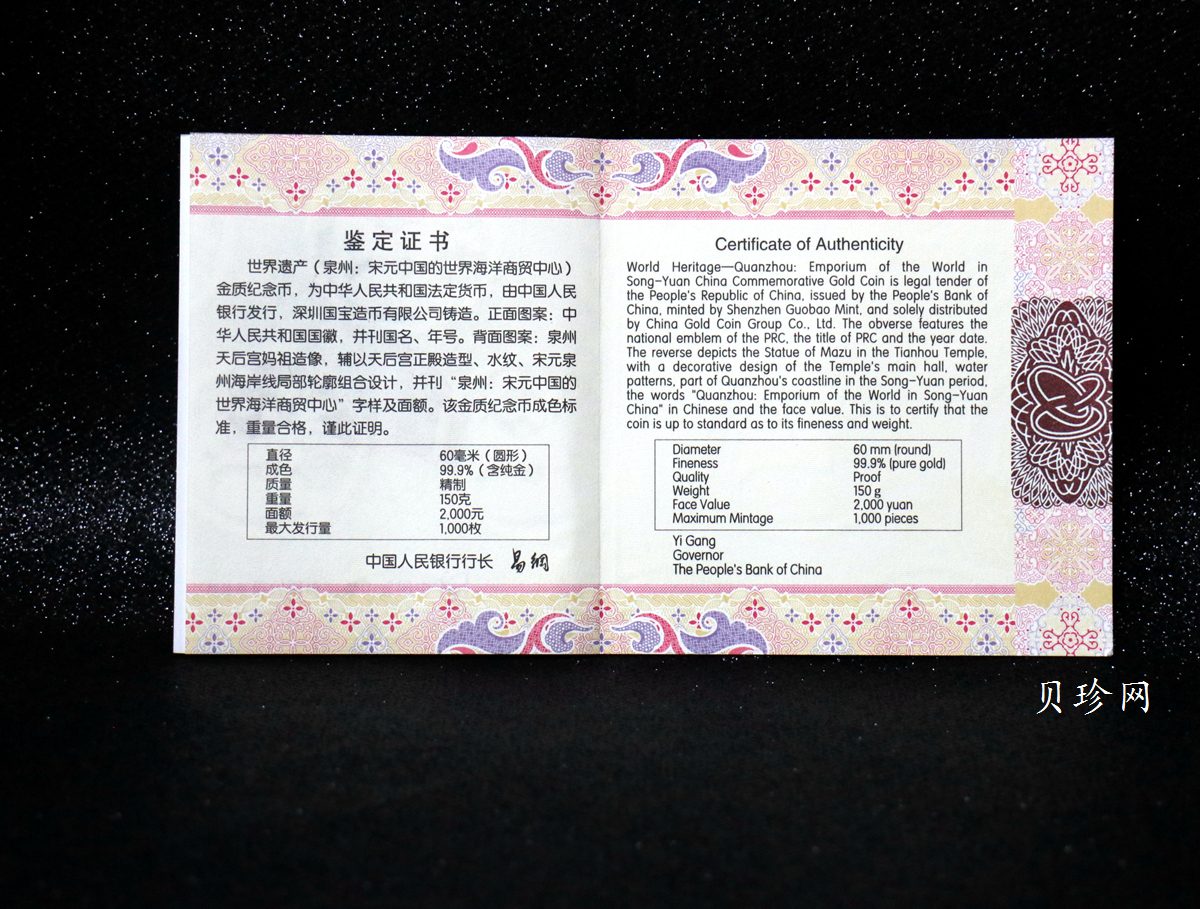 鉴定证书
世界遗产（泉州：宋元中国的世界海洋商贸中心）
金质纪念币，为中华人民共和国法定货币，由中国人民
银行发行，深圳国宝造币有限公司铸造。正面图案：中
华人民共和国国徽，并刊国名、年号。背面图案：泉州
天后宫妈祖造像，辅以天后宫正殿造型、水纹、宋元泉
州海岸线局部轮廓组合设计，并刊“泉州：宋元中国的
世界海洋商贸中心”字样及面额。该金质纪念币成色标
准，重量合格，谨此证明。
直径 60毫米（圆形）
成色 99.9%（含纯金）
质量 精制
重量 150克
面额 2,000元
最大发行量 1,000枚
中国人民银行行长 易纲
Certificate of Authenticity
World Heritage—Quanzhou: Emporium of the World in
Song-Yuan China Commemorative Gold Coin is legal tender of
the People's Republic of China, issued by the People's Bank of
China, minted by Shenzhen Guobao Mint, and solely distributed
by China Gold Coin Group Co., Ltd. The obverse features the
national emblem of the PRC, the title of PRC and the year date.
The reverse depicts the Statue of Mazu in the Tianhou Temple,
with a decorative design of the Temple's main hall, water
patterns, part of Quanzhou's coastline in the Song-Yuan period,
the words "Quanzhou: Emporium of the World in Song-Yuan
China" in Chinese and the face value. This is to certify that the
coin is up to standard as to its fineness and weight.
Diameter 60 mm (round)
Fineness 99.9% (pure gold)
Quality Proof
Weight 150 g
Face Value 2,000 yuan
Maximum Mintage 1,000 pieces
Yi Gang
Governor
The People's Bank of China
贝珍网